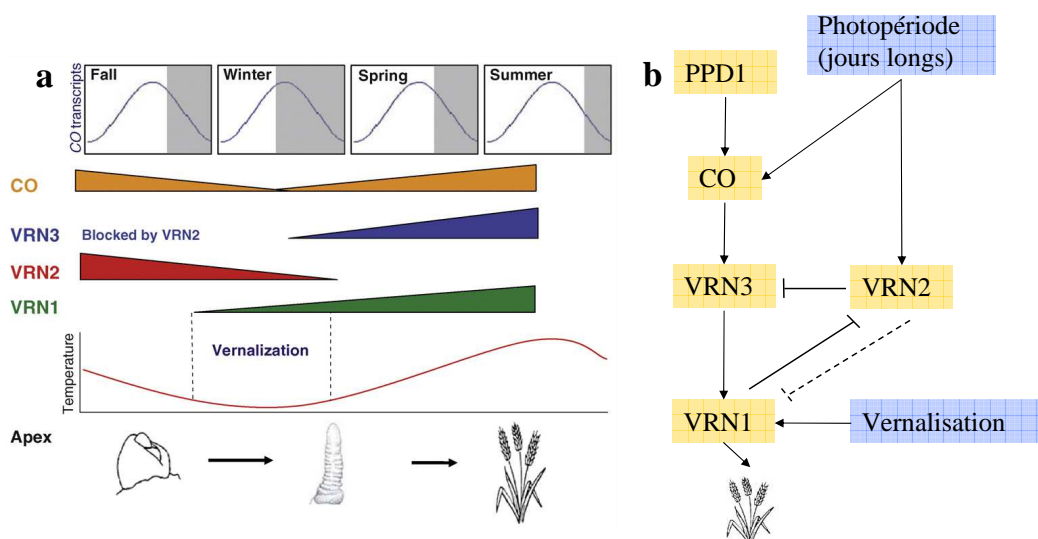 a
Fall
Winter
Spring
Summer
CO transcripts
CO
VRN3
Blocked by VRN2
VRN2
VRN1
Vernalization
Temperature
Apex
b
Photopériode
(jours longs)
PPD1
CO
VRN3
VRN2
VRN1
Vernalisation